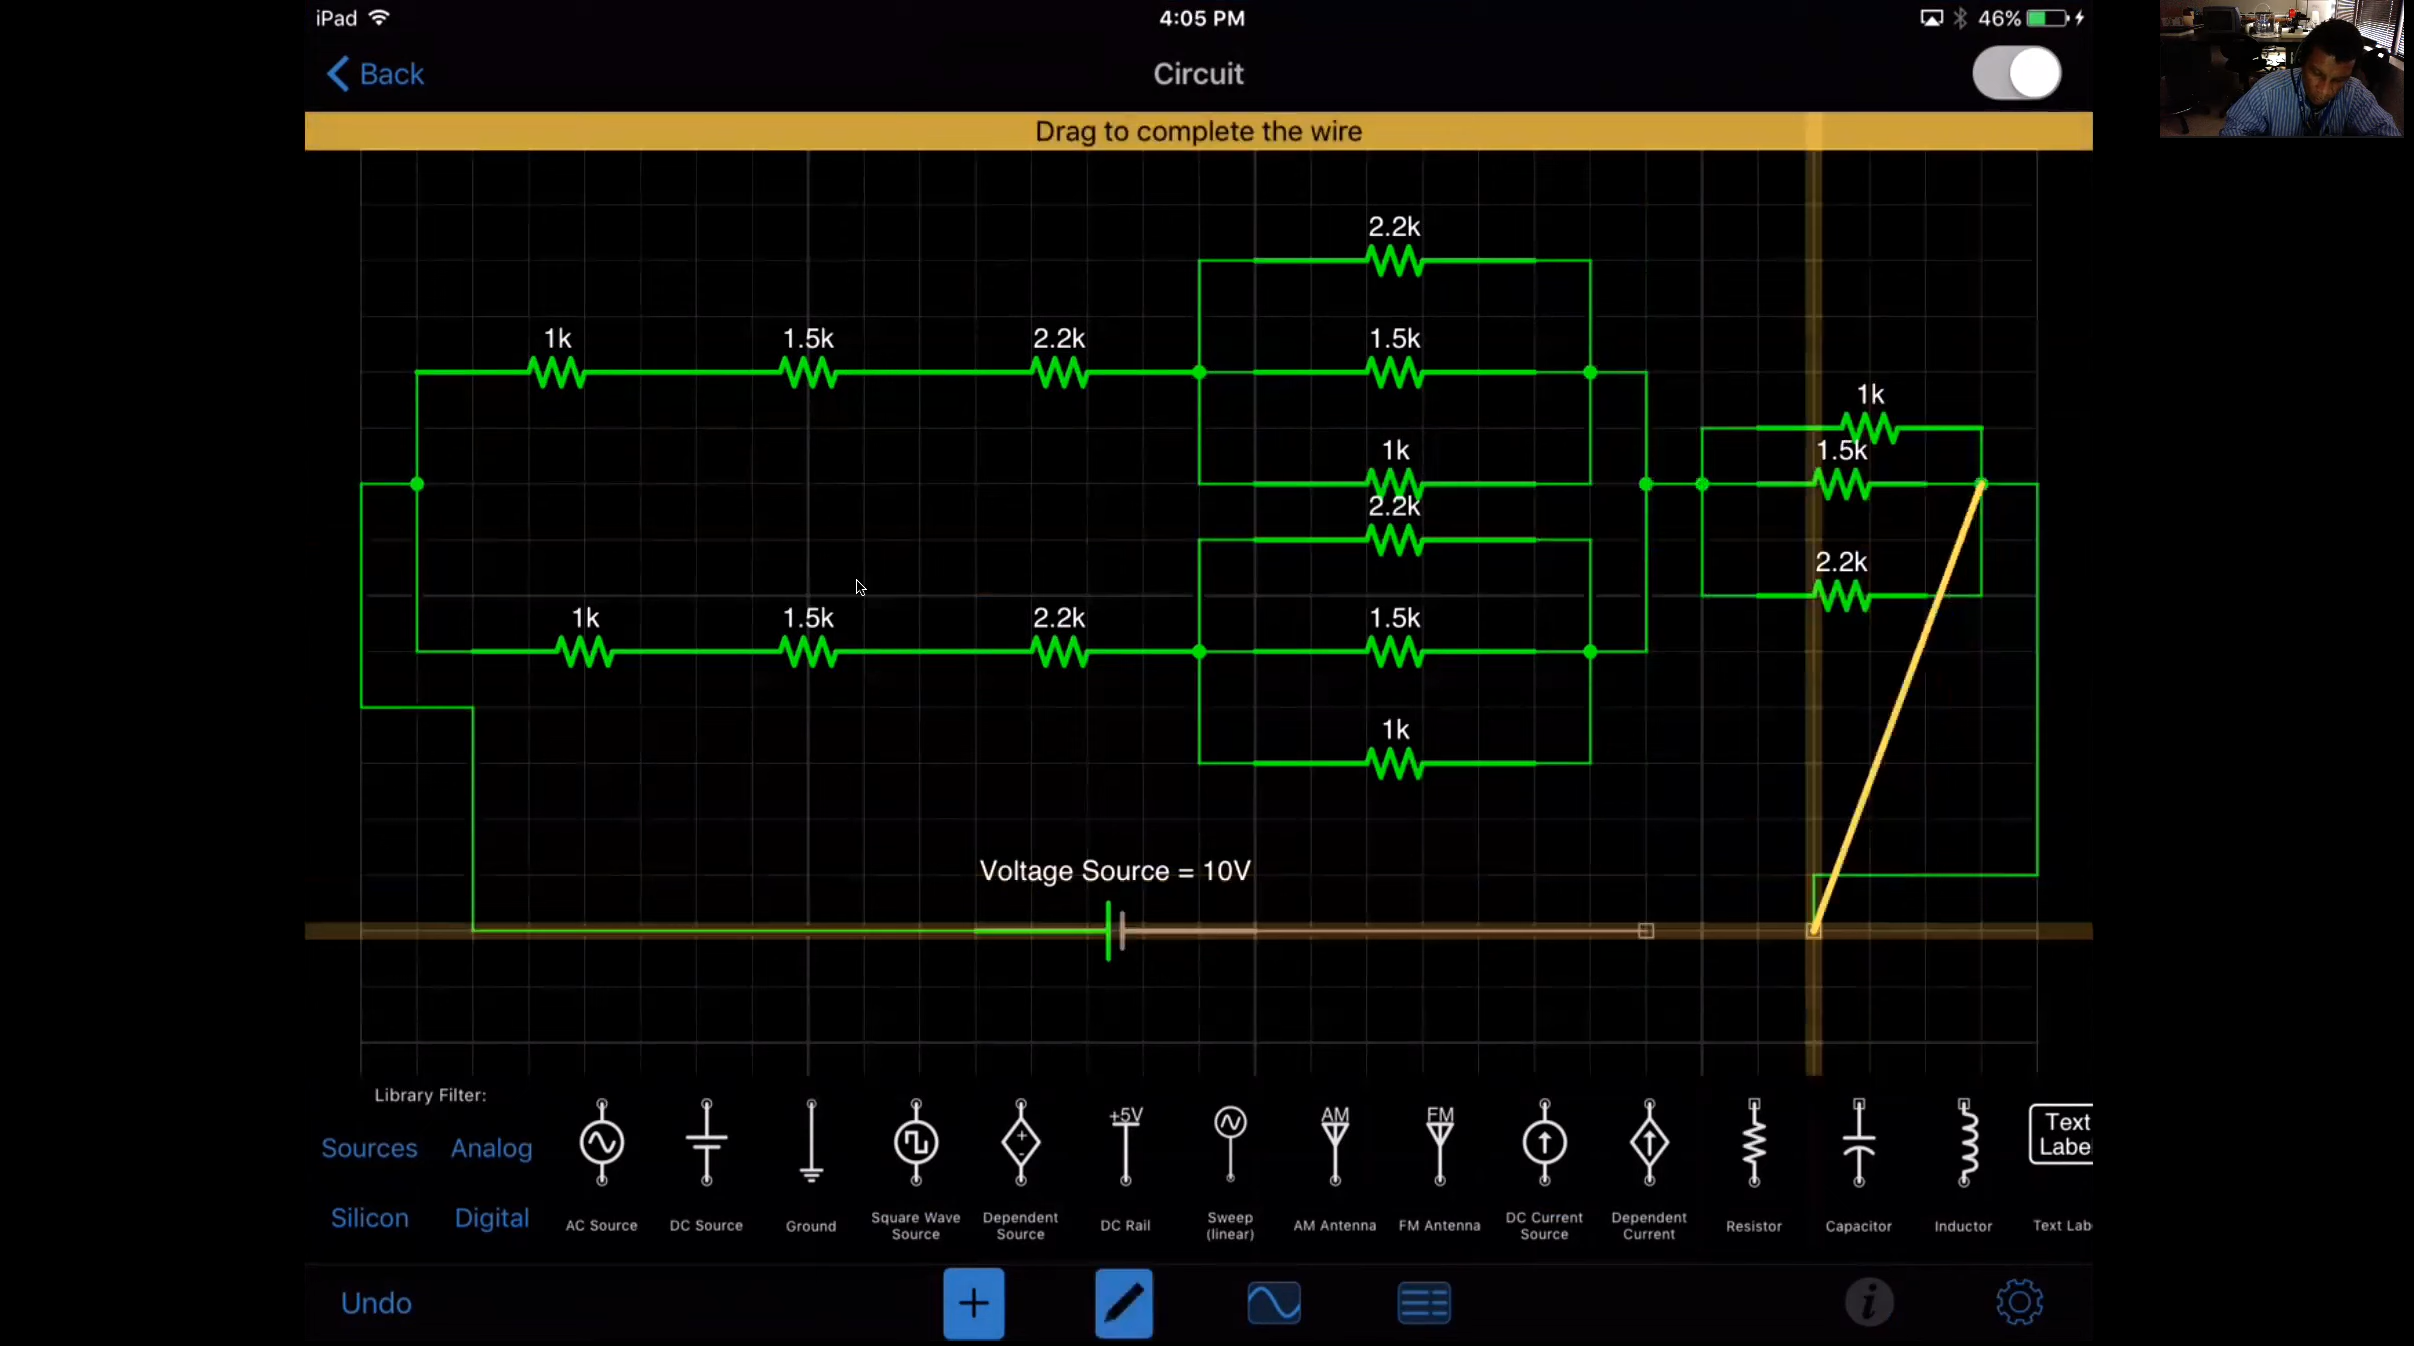 iPad
4:05 PM
46%
Back
Circuit
Drag to complete the wire
2.2k
1k
1.5k
2.2k
1.5k
1k
1k
1.5k
2.2k
2.2k
1k
1.5k
2.2k
1.5k
1k
Voltage Source = 10V
Library Filter:
Sources
Analog
Silicon
Digital
+5V
AM
FM
Text
Labe
AC Source
DC Source
Ground
Square Wave
Source
Dependent
Source
DC Rail
Sweep
(linear)
AM Antenna
FM Antenna
DC Current
Source
Dependent
Current
Resistor
Capacitor
Inductor
Text Lab
Undo